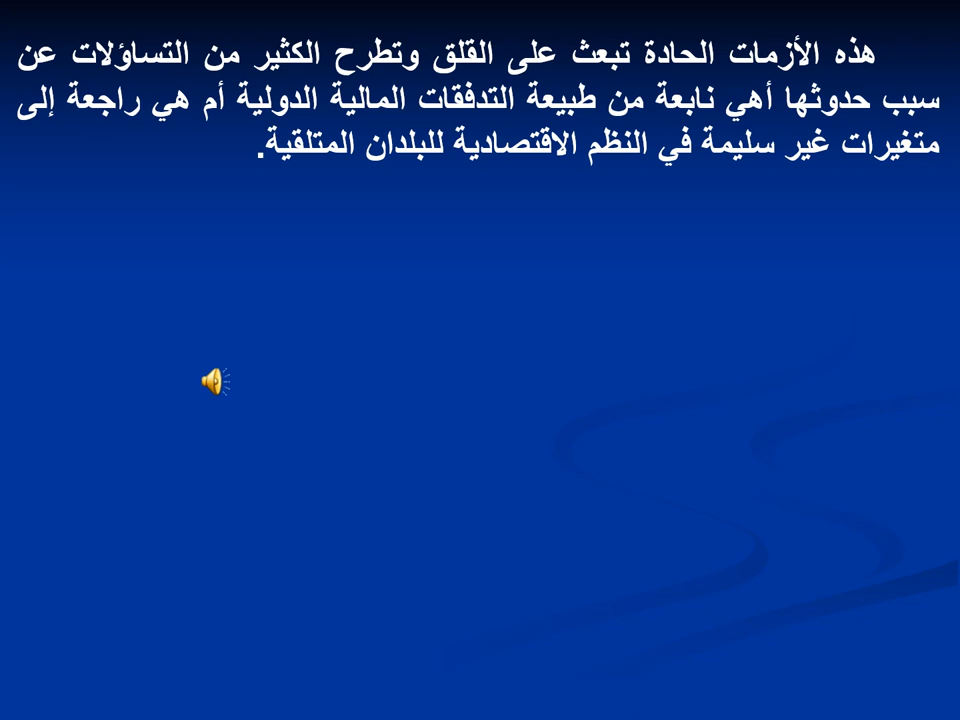 هذه الأزمات الحادة تبعث على القلق وتطرح الكثير من التساؤلات عن
سبب حدوثها أهي نابعة من طبيعة التدفقات المالية الدولية أم هي راجعة إلى
متغيرات غير سليمة في النظم الاقتصادية للبلدان المتلقية.